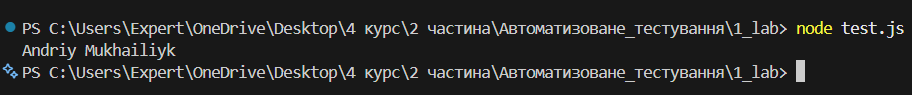 PS C:\Users\Expert\OneDrive\Desktop\4 курс\2 частина\Автоматизоване_тестування\1_lab> node test.js
Andriy Mukhailiyk
PS C:\Users\Expert\OneDrive\Desktop\4 курс\2 частина\Автоматизоване_тестування\1_lab>